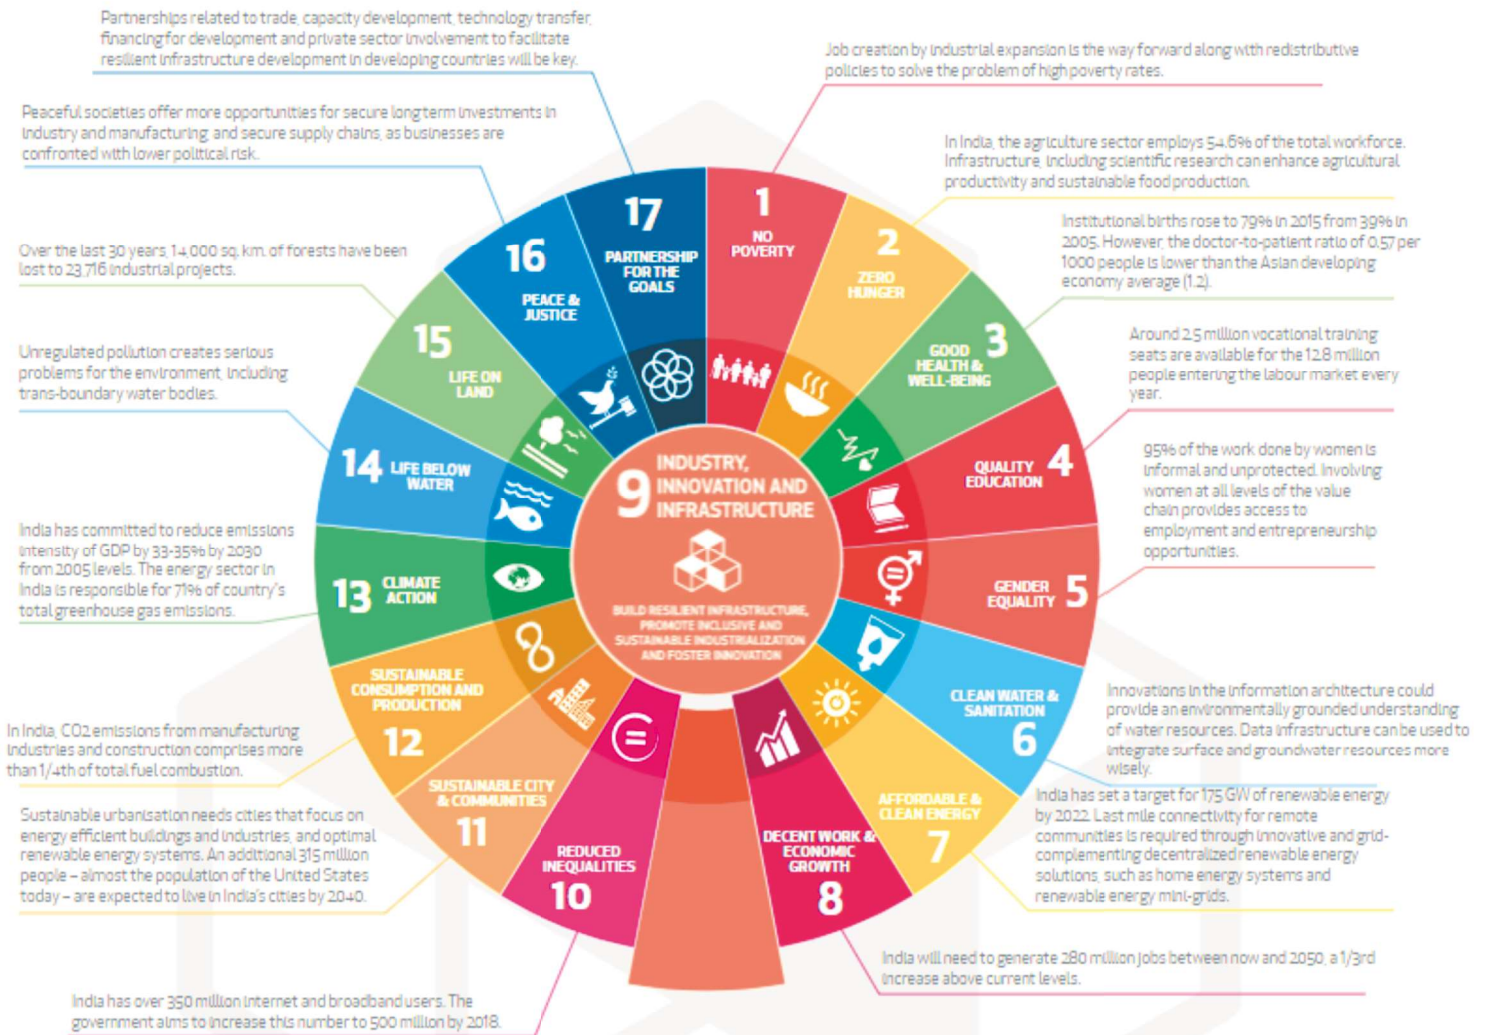 Partnerships related to trade, capacity development, technology transfer,
financing for development and private sector involvement to facilitate
resilient infrastructure development in developing countries will be key.
Job creation by industrial expansion is the way forward along with redistributive
policies to solve the problem of high poverty rates.
Peaceful societies offer more opportunities for secure long term investments in
industry and manufacturing and secure supply chains, as businesses are
confronted with lower political risk.
In India, the agriculture sector employs 54.6% of the total workforce.
Infrastructure, including scientific research can enhance agricultural
productivity and sustainable food production.
Institutional births rose to 79% in 2015 from 39% in
2005. However, the doctor-to-patient ratio of 0.57 per
1000 people is lower than the Asian developing
economy average (1.2).
Over the last 30 years, 14,000 sq. km. of forests have been
lost to 23,716 industrial projects.
Around 2.5 million vocational training
seats are available for the 12.8 million
people entering the labour market every
year.
Unregulated pollution creates serious
problems for the environment, including
trans-boundary water bodies.
95% of the work done by women is
informal and unprotected. Involving
women at all levels of the value
chain provides access to
employment and entrepreneurship
opportunities.
India has committed to reduce emissions
intensity of GDP by 33-35% by 2030
from 2005 levels. The energy sector in
India is responsible for 71% of country's
total greenhouse gas emissions.
Innovations in the information architecture could
provide an environmentally grounded understanding
of water resources. Data infrastructure can be used to
integrate surface and groundwater resources more
wisely.
In India, CO2 emissions from manufacturing
industries and construction comprises more
than 1/4th of total fuel combustion.
India has set a target for 175 GW of renewable energy
by 2022. Last mile connectivity for remote
communities is required through innovative and grid-
complementing decentralized renewable energy
solutions, such as home energy systems and
renewable energy mini-grids.
Sustainable urbanisation needs cities that focus on
energy efficient buildings and industries, and optimal
renewable energy systems. An additional 315 million
people – almost the population of the United States
today – are expected to live in India's cities by 2040.
India will need to generate 280 million jobs between now and 2050, a 1/3rd
increase above current levels.
India has over 350 million internet and broadband users. The
government aims to increase this number to 500 million by 2018.
1
NO
POVERTY
2
ZERO
HUNGER
3
GOOD
HEALTH &
WELL-BEING
4
QUALITY
EDUCATION
5
GENDER
EQUALITY
CLEAN WATER &
SANITATION
6
AFFORDABLE &
CLEAN ENERGY
7
DECENT WORK &
ECONOMIC
GROWTH
8
9
INDUSTRY,
INNOVATION AND
INFRASTRUCTURE
BUILD RESILIENT INFRASTRUCTURE,
PROMOTE INCLUSIVE AND
SUSTAINABLE INDUSTRIALIZATION
AND FOSTER INNOVATION
REDUCED
INEQUALITIES
10
SUSTAINABLE CITY
& COMMUNITIES
11
SUSTAINABLE
CONSUMPTION AND
PRODUCTION
12
13
CLIMATE
ACTION
14
LIFE BELOW
WATER
15
LIFE ON
LAND
16
PEACE &
JUSTICE
17
PARTNERSHIP
FOR THE
GOALS